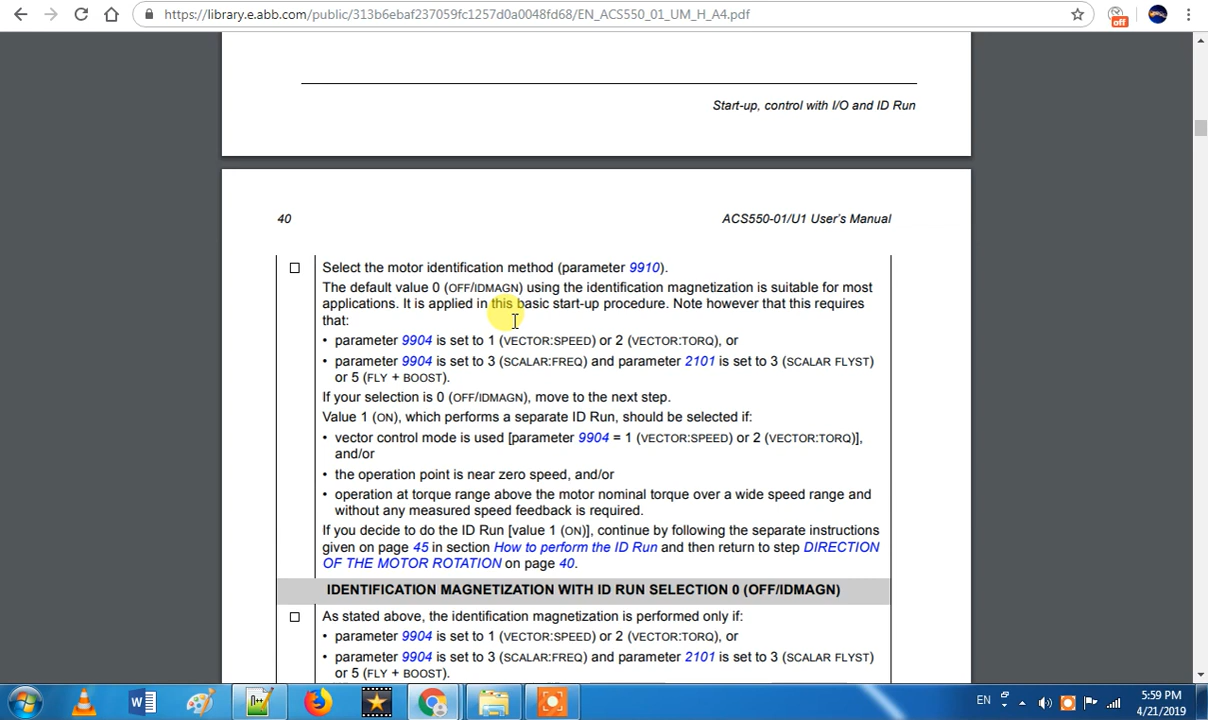 https://library.e.abb.com/public/313b6ebaf237059fc1257d0a0048fd68/EN_ACS550_01_UM_H_A4.pdf
off
Start-up, control with I/O and ID Run
40
ACS550-01/U1 User's Manual
Select the motor identification method (parameter 9910).
The default value 0 (OFF/IDMAGN) using the identification magnetization is suitable for most
applications. It is applied in this basic start-up procedure. Note however that this requires
that:
• parameter 9904 is set to 1 (VECTOR:SPEED) or 2 (VECTOR:TORQ), or
• parameter 9904 is set to 3 (SCALAR:FREQ) and parameter 2101 is set to 3 (SCALAR FLYST)
or 5 (FLY + BOOST).
If your selection is 0 (OFF/IDMAGN), move to the next step.
Value 1 (ON), which performs a separate ID Run, should be selected if:
• vector control mode is used [parameter 9904 = 1 (VECTOR:SPEED) or 2 (VECTOR:TORQ)],
and/or
• the operation point is near zero speed, and/or
• operation at torque range above the motor nominal torque over a wide speed range and
without any measured speed feedback is required.
If you decide to do the ID Run [value 1 (ON)], continue by following the separate instructions
given on page 45 in section How to perform the ID Run and then return to step DIRECTION
OF THE MOTOR ROTATION on page 40.
IDENTIFICATION MAGNETIZATION WITH ID RUN SELECTION 0 (OFF/IDMAGN)
As stated above, the identification magnetization is performed only if:
• parameter 9904 is set to 1 (VECTOR:SPEED) or 2 (VECTOR:TORQ), or
• parameter 9904 is set to 3 (SCALAR:FREQ) and parameter 2101 is set to 3 (SCALAR FLYST)
or 5 (FLY + BOOST).
EN
5:59 PM
4/21/2019